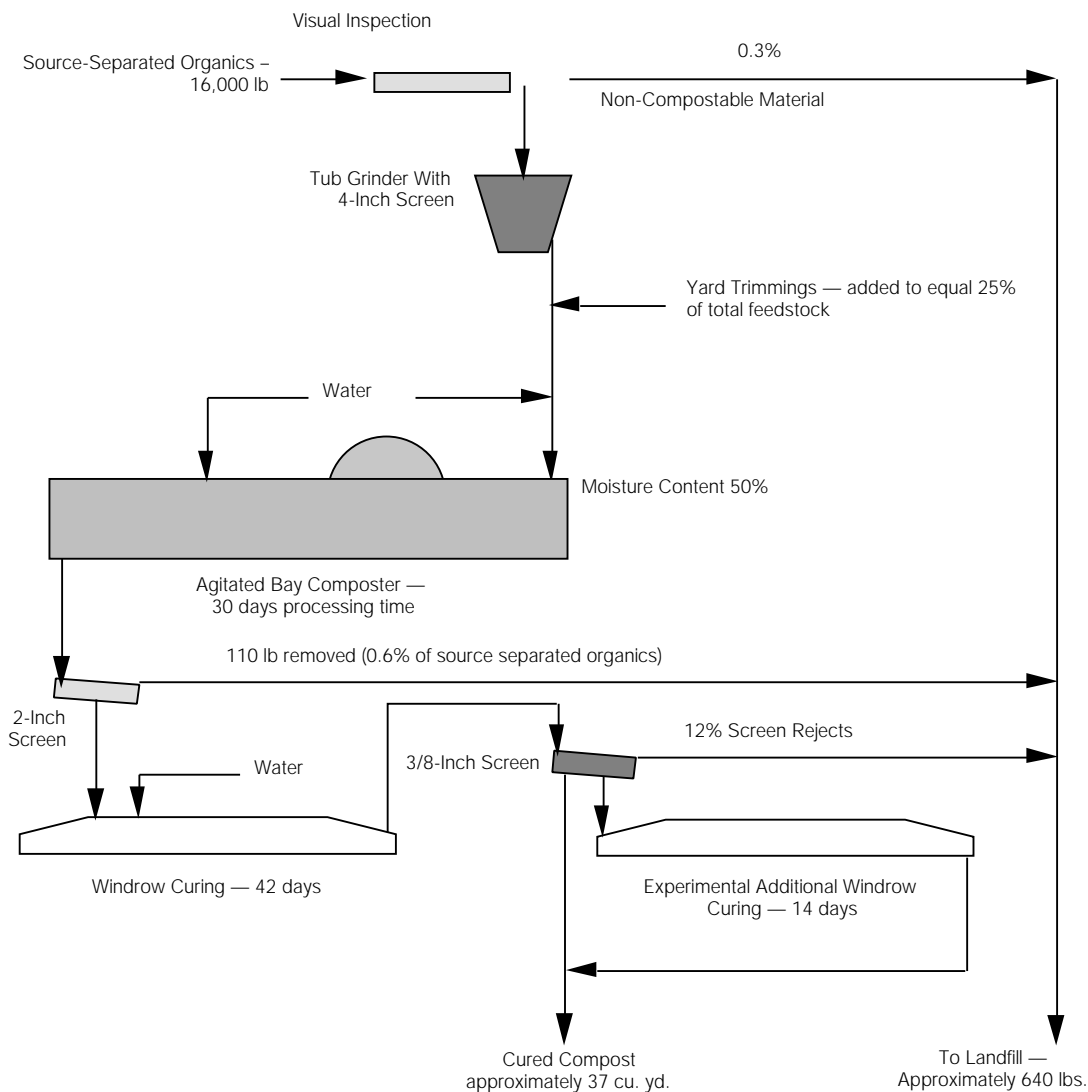 Visual Inspection
Source-Separated Organics –
16,000 lb
0.3%
Non-Compostable Material
Tub Grinder With
4-Inch Screen
Yard Trimmings — added to equal 25%
of total feedstock
Water
Moisture Content 50%
Agitated Bay Composter —
30 days processing time
110 lb removed (0.6% of source separated organics)
2-Inch
Screen
12% Screen Rejects
3/8-Inch Screen
Water
Windrow Curing — 42 days
Experimental Additional Windrow
Curing — 14 days
Cured Compost
approximately 37 cu. yd.
To Landfill —
Approximately 640 lbs.